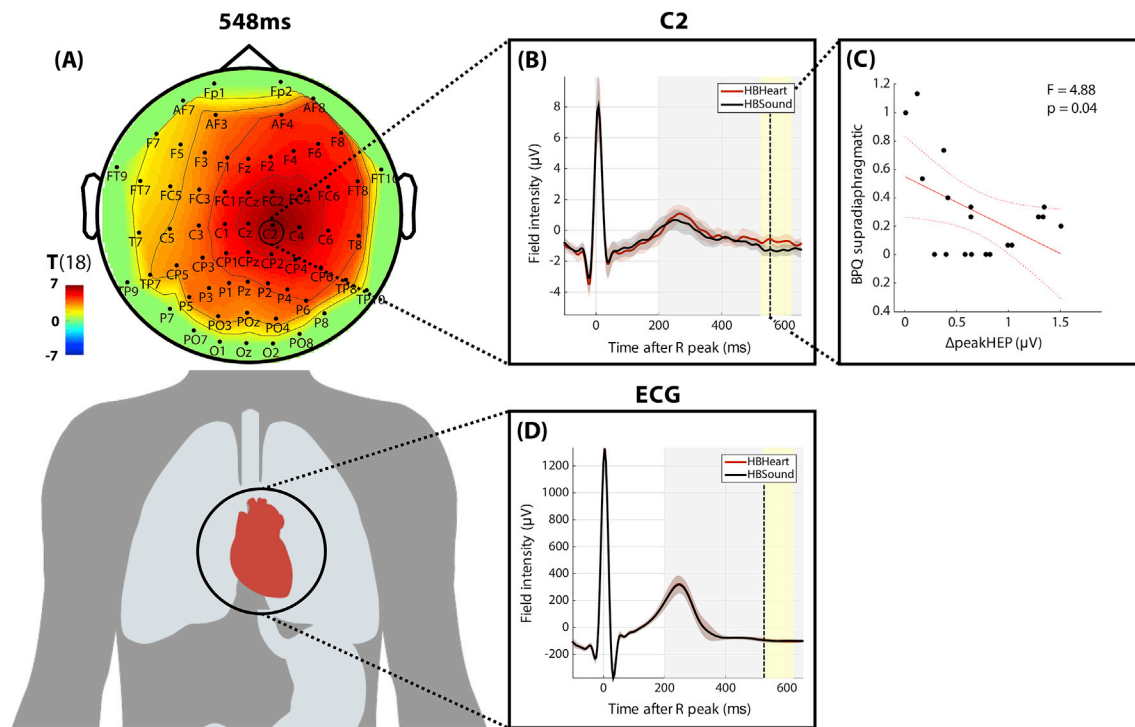 548ms
C2
(A)
Fp1 Fp2
AF7 AF8
AF3 AF4
F7 F5 F3 F1 Fz F2 F4 F6 F8
FT9 FT7 FC5 FC3 FC1 FCz FC2 FC4 FC6 FT8 FT10
T7 C5 C3 C1 Cz C2 C4 C6 T8
TP9 TP7 CP5 CP3 CP1 CPz CP2 CP4 CP6 TP8 TP10
P7 P5 P3 P1 Pz P2 P4 P6 P8
PO7 PO3 POz PO4 PO8
O1 Oz O2
T(18)
7
0
-7
(B)
HBHeart
HBSound
Field intensity (µV)
8
6
4
2
0
-2
-4
0 200 400 600
Time after R peak (ms)
(C)
F = 4.88
p = 0.04
BPQ supradiaphragmatic
1.2
1
0.8
0.6
0.4
0.2
0
0.2
0.4
0 0.5 1 1.5
ΔpeakHEP (µV)
ECG
(D)
HBHeart
HBSound
Field intensity (µV)
1200
1000
800
600
400
200
0
-200
0 200 400 600
Time after R peak (ms)